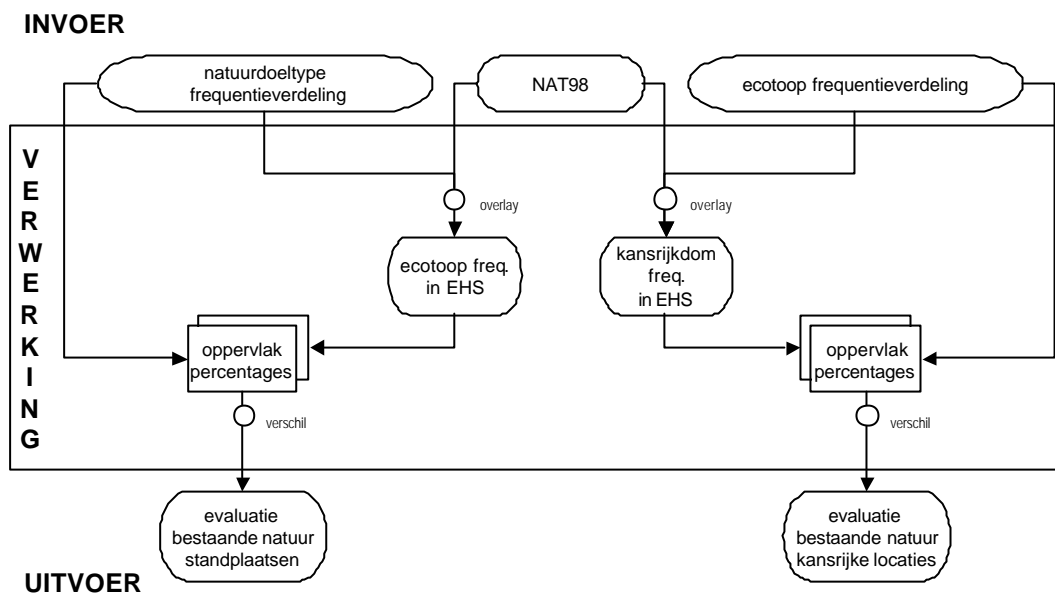 INVOER
natuurdoeltype
frequentieverdeling
NAT98
ecotoop frequentieverdeling
VERWERKING
overlay
overlay
ecotoop freq.
in EHS
kansrijkdom
freq.
in EHS
oppervlak
percentages
oppervlak
percentages
verschil
verschil
evaluatie
bestaande natuur
standplaatsen
evaluatie
bestaande natuur
kansrijke locaties
UITVOER